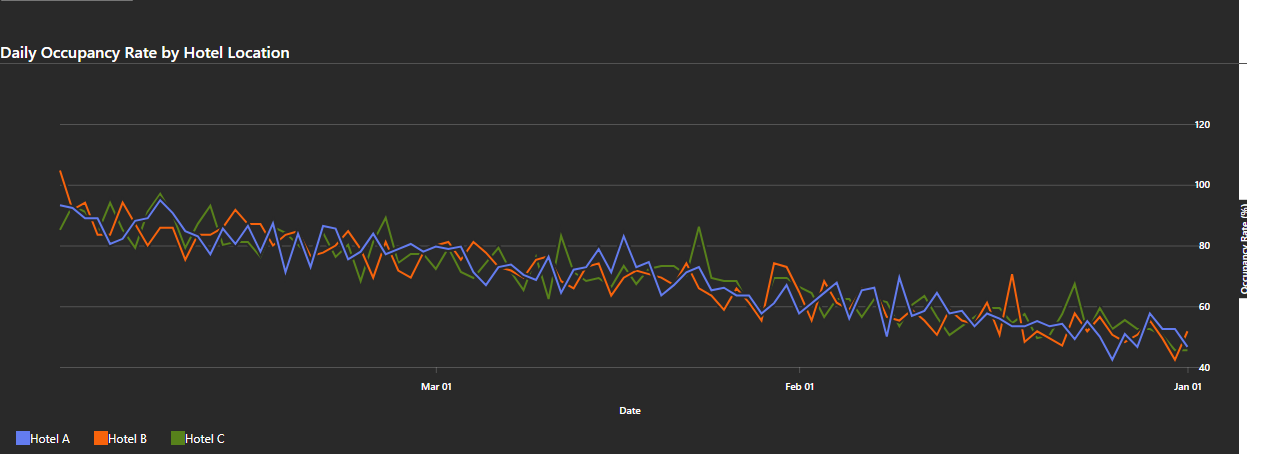 Daily Occupancy Rate by Hotel Location
120
100
80
60
40
Occupancy Rate (%)
Mar 01
Feb 01
Jan 01
Date
Hotel A
Hotel B
Hotel C